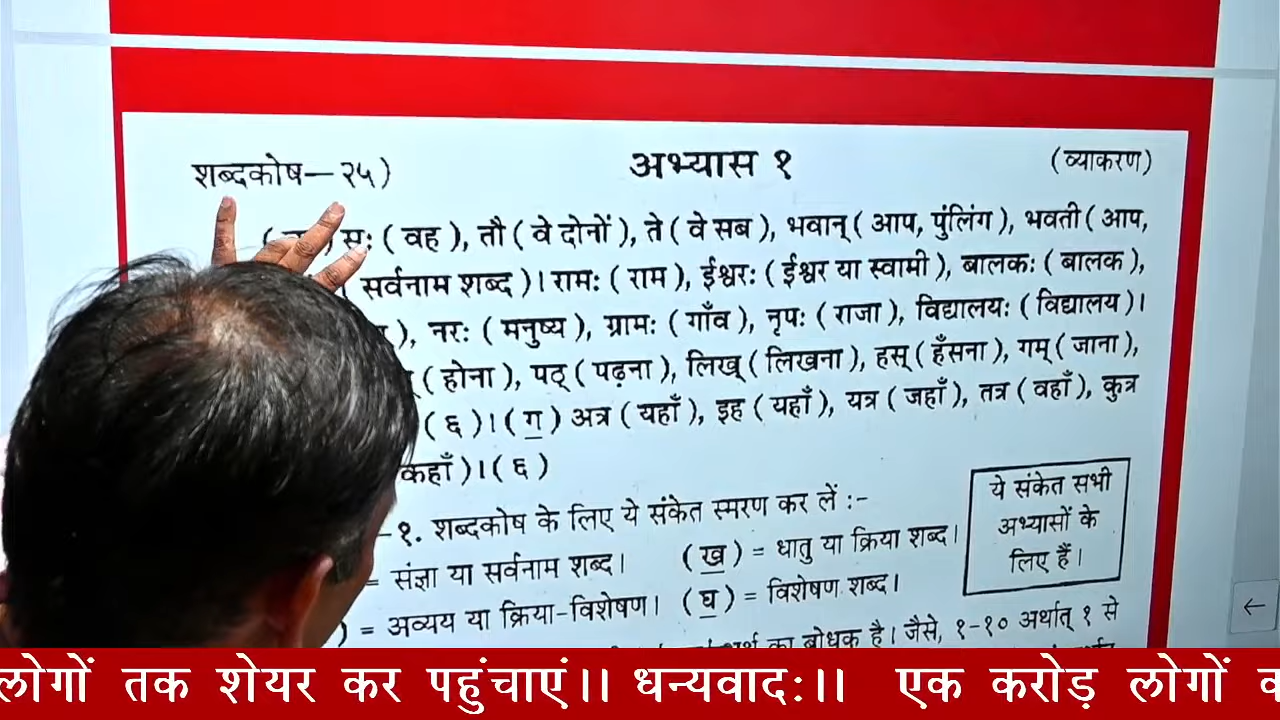 शब्दकोष—२५)
अभ्यास १
(व्याकरण)
सः (वह), तौ (वे दोनों), ते (वे सब), भवान् (आप, पुंलिंग), भवती (आप,
(सर्वनाम शब्द)। रामः (राम), ईश्वरः (ईश्वर या स्वामी), बालकः (बालक),
), नरः (मनुष्य), ग्रामः (गाँव), नृपः (राजा), विद्यालयः (विद्यालय)।
(होना), पठ् (पढ़ना), लिख् (लिखना), हस् (हँसना), गम् (जाना),
(६)। (ग) अत्र (यहाँ), इह (यहाँ), यत्र (जहाँ), तत्र (वहाँ), कुत्र
कहाँ)। (६)
-१. शब्दकोष के लिए ये संकेत स्मरण कर लें :-
= संज्ञा या सर्वनाम शब्द। (ख) = धातु या क्रिया शब्द।
) = अव्यय या क्रिया-विशेषण। (घ) = विशेषण शब्द।
ये संकेत सभी
अभ्यासों के
लिए हैं।
का बोधक है। जैसे, १-१० अर्थात् १ से
लोगों तक शेयर कर पहुंचाएं।। धन्यवादः।। एक करोड़ लोगों